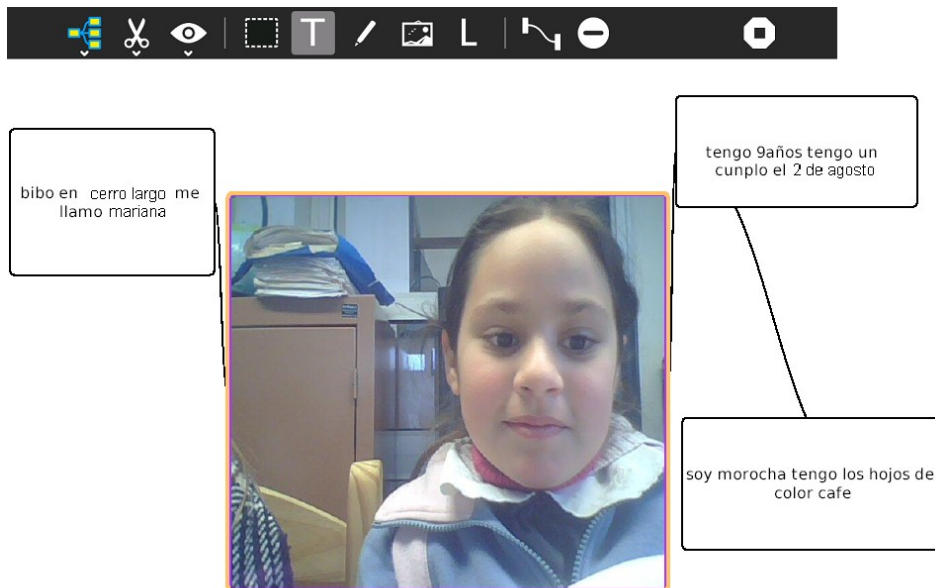 bibo en cerro largo me
llamo mariana
tengo 9años tengo un
cunplo el 2 de agosto
soy morocha tengo los hojos de
color cafe
T
L